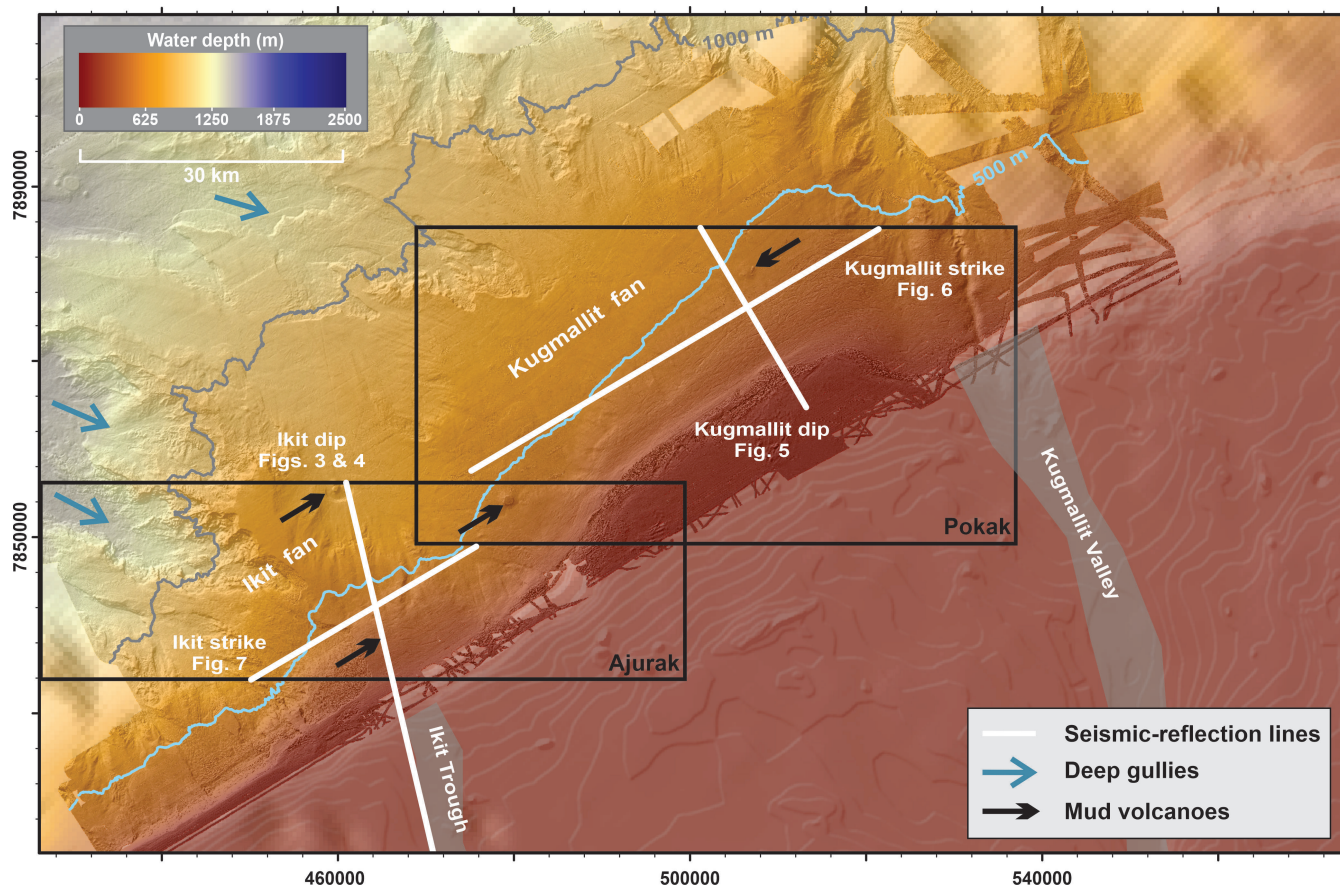 Water depth (m)
0 625 1250 1875 2500
30 km
1000 m
500 m
7890000
7850000
Kugmallit strike
Fig. 6
Kugmallit fan
Kugmallit dip
Fig. 5
Ikit dip
Figs. 3 & 4
Ikit fan
Pokak
Kugmallit Valley
Ikit strike
Fig. 7
Ajurak
Ikit Trough
Seismic-reflection lines
Deep gullies
Mud volcanoes
460000 500000 540000